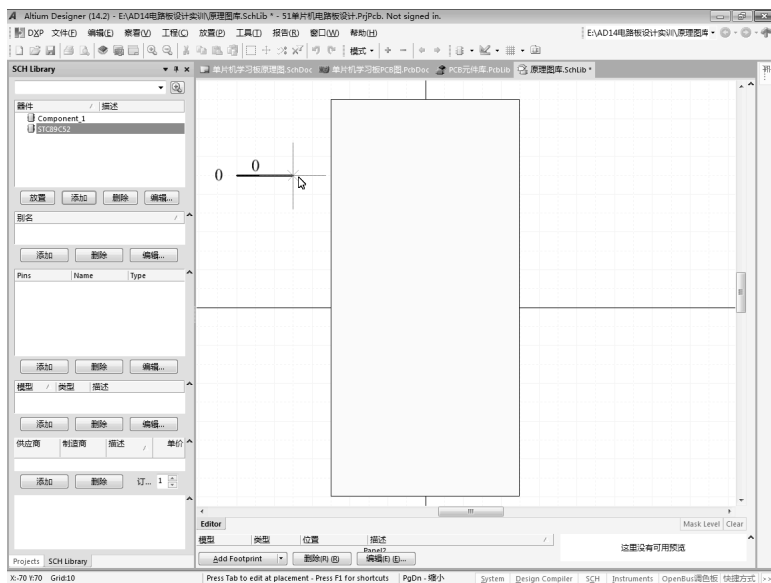 Altium Designer (14.2) - E:\AD14电路板设计实训\原理图库.SchLib * - 51单片机电路板设计.PrjPcb. Not signed in.
DXP 文件(F) 编辑(E) 察看(V) 工程(C) 放置(P) 工具(T) 报告(R) 窗口(W) 帮助(H) E:\AD14电路板设计实训\原理图库
模式
SCH Library 单片机学习板原理图.SchDoc 单片机学习板PCB图.PcbDoc PCB元件库.PcbLib 原理图库.SchLib *
器件 / 描述
Component_1
STC89C52
0 0
放置 添加 删除 编辑...
别名 /
添加 删除 编辑...
Pins Name Type
添加 删除 编辑...
模型 / 类型 描述
添加 删除 编辑...
供应商 制造商 描述 / 单价
添加 删除 订... 1
Editor Mask Level Clear
模型 类型 位置 描述 /
Add Footprint 删除(R) (R) 编辑(E) (E)...
这里没有可用预览
Projects SCH Library
X:-70 Y:70 Grid:10 Press Tab to edit at placement - Press F1 for shortcuts PgDn - 缩小 System Design Compiler SCH Instruments OpenBus调色板 快捷方式 >>